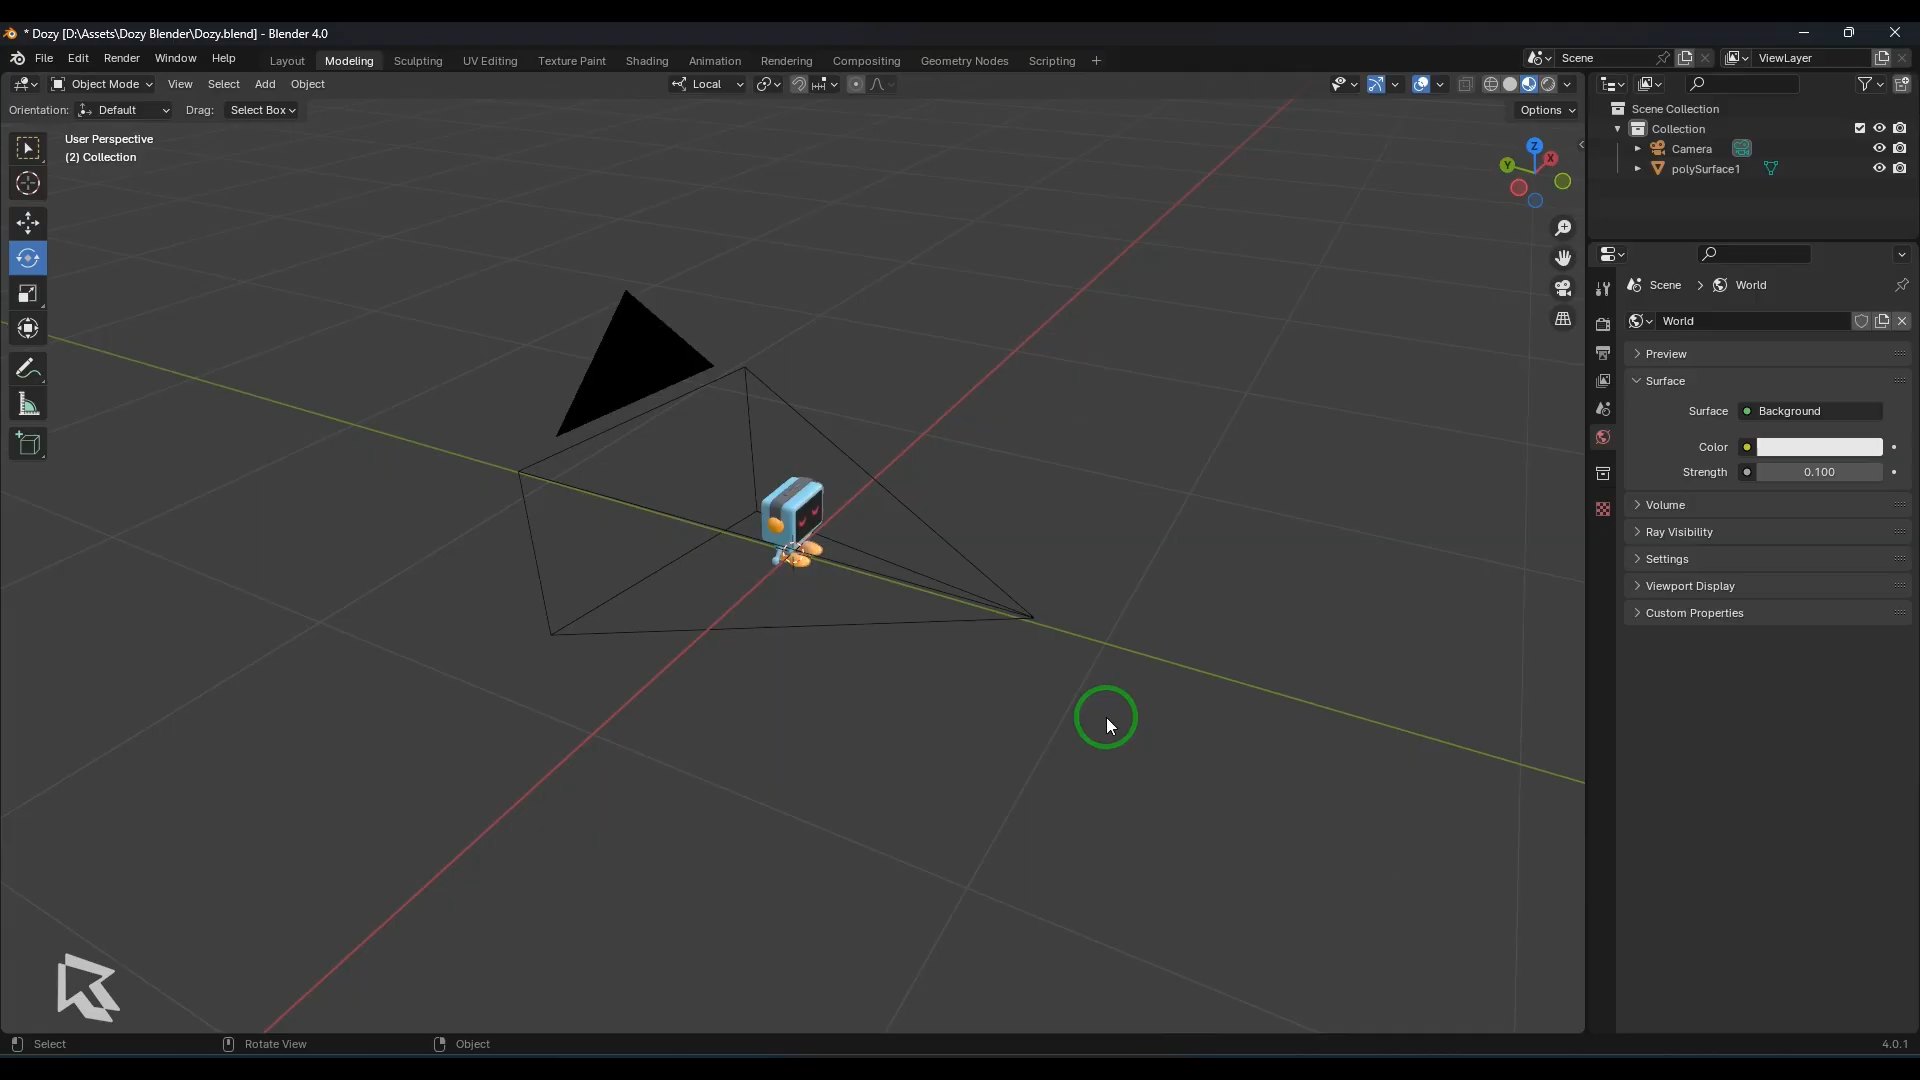 * Dozy [D:\Assets\Dozy Blender\Dozy.blend] - Blender 4.0
File Edit Render Window Help Layout Modeling Sculpting UV Editing Texture Paint Shading Animation Rendering Compositing Geometry Nodes Scripting + Scene ViewLayer
Object Mode View Select Add Object Local
Orientation: Default Drag: Select Box Options
User Perspective
(2) Collection
Z
X
Y
Scene Collection
Collection
Camera
polySurface1
Scene > World
World
Preview
Surface
Surface Background
Color
Strength 0.100
Volume
Ray Visibility
Settings
Viewport Display
Custom Properties
Select Rotate View Object 4.0.1